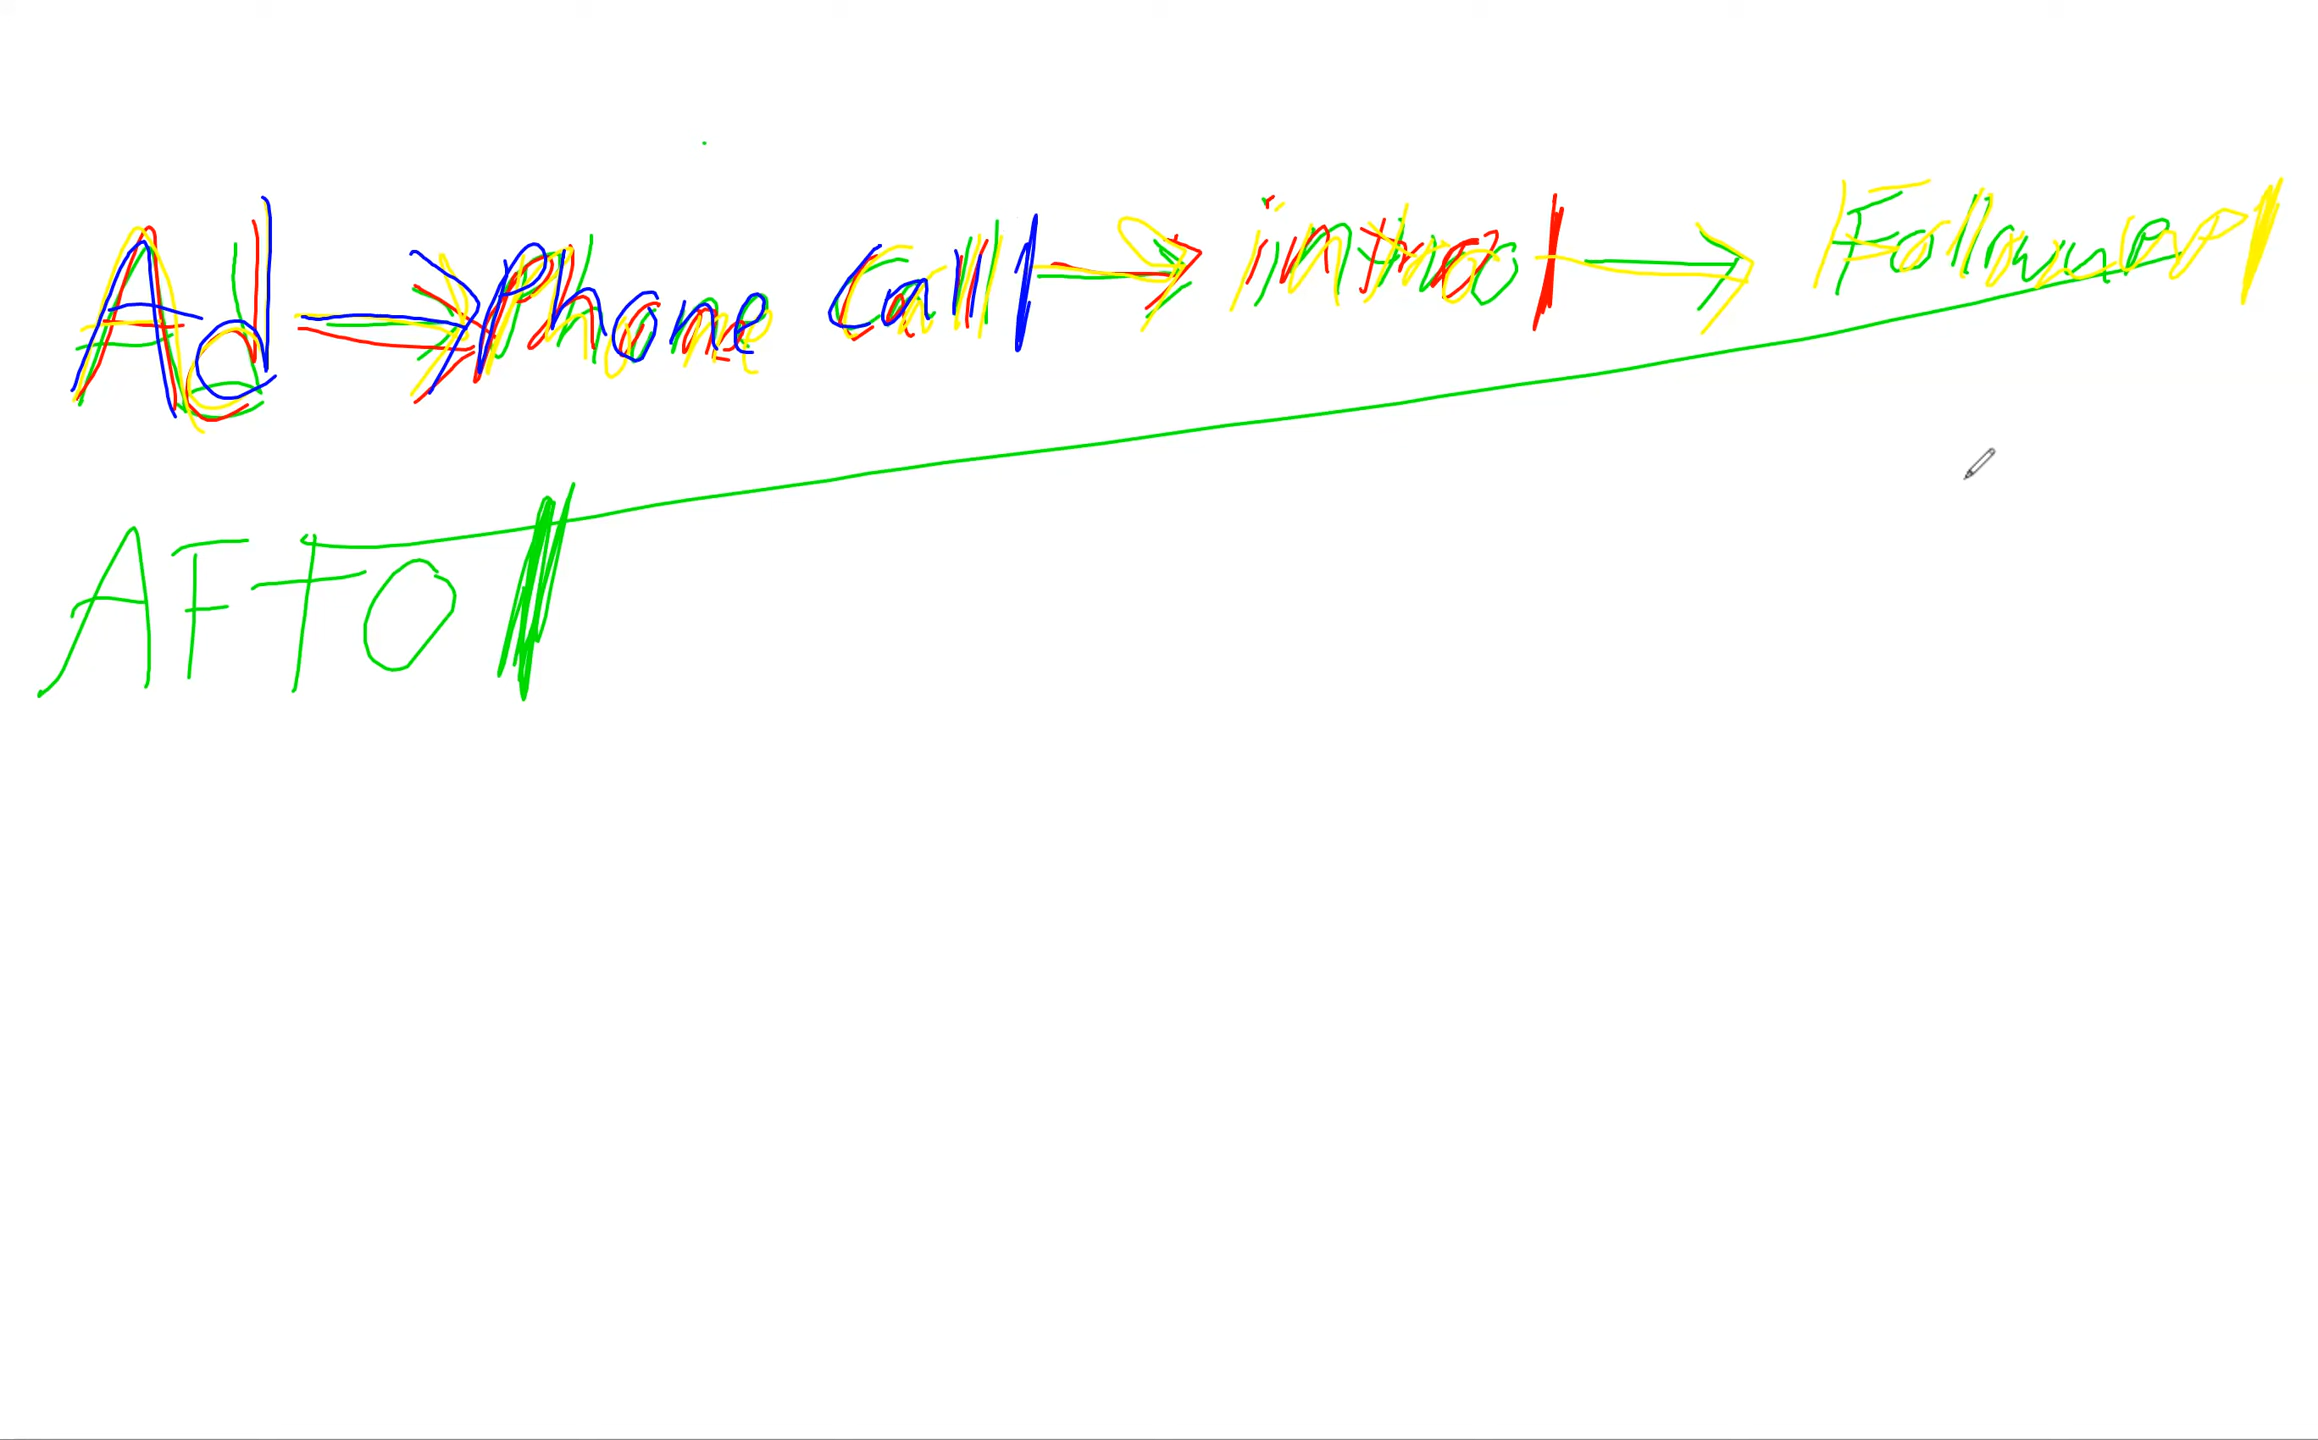 Ad → Phone Call → intro → Followup
AFTO